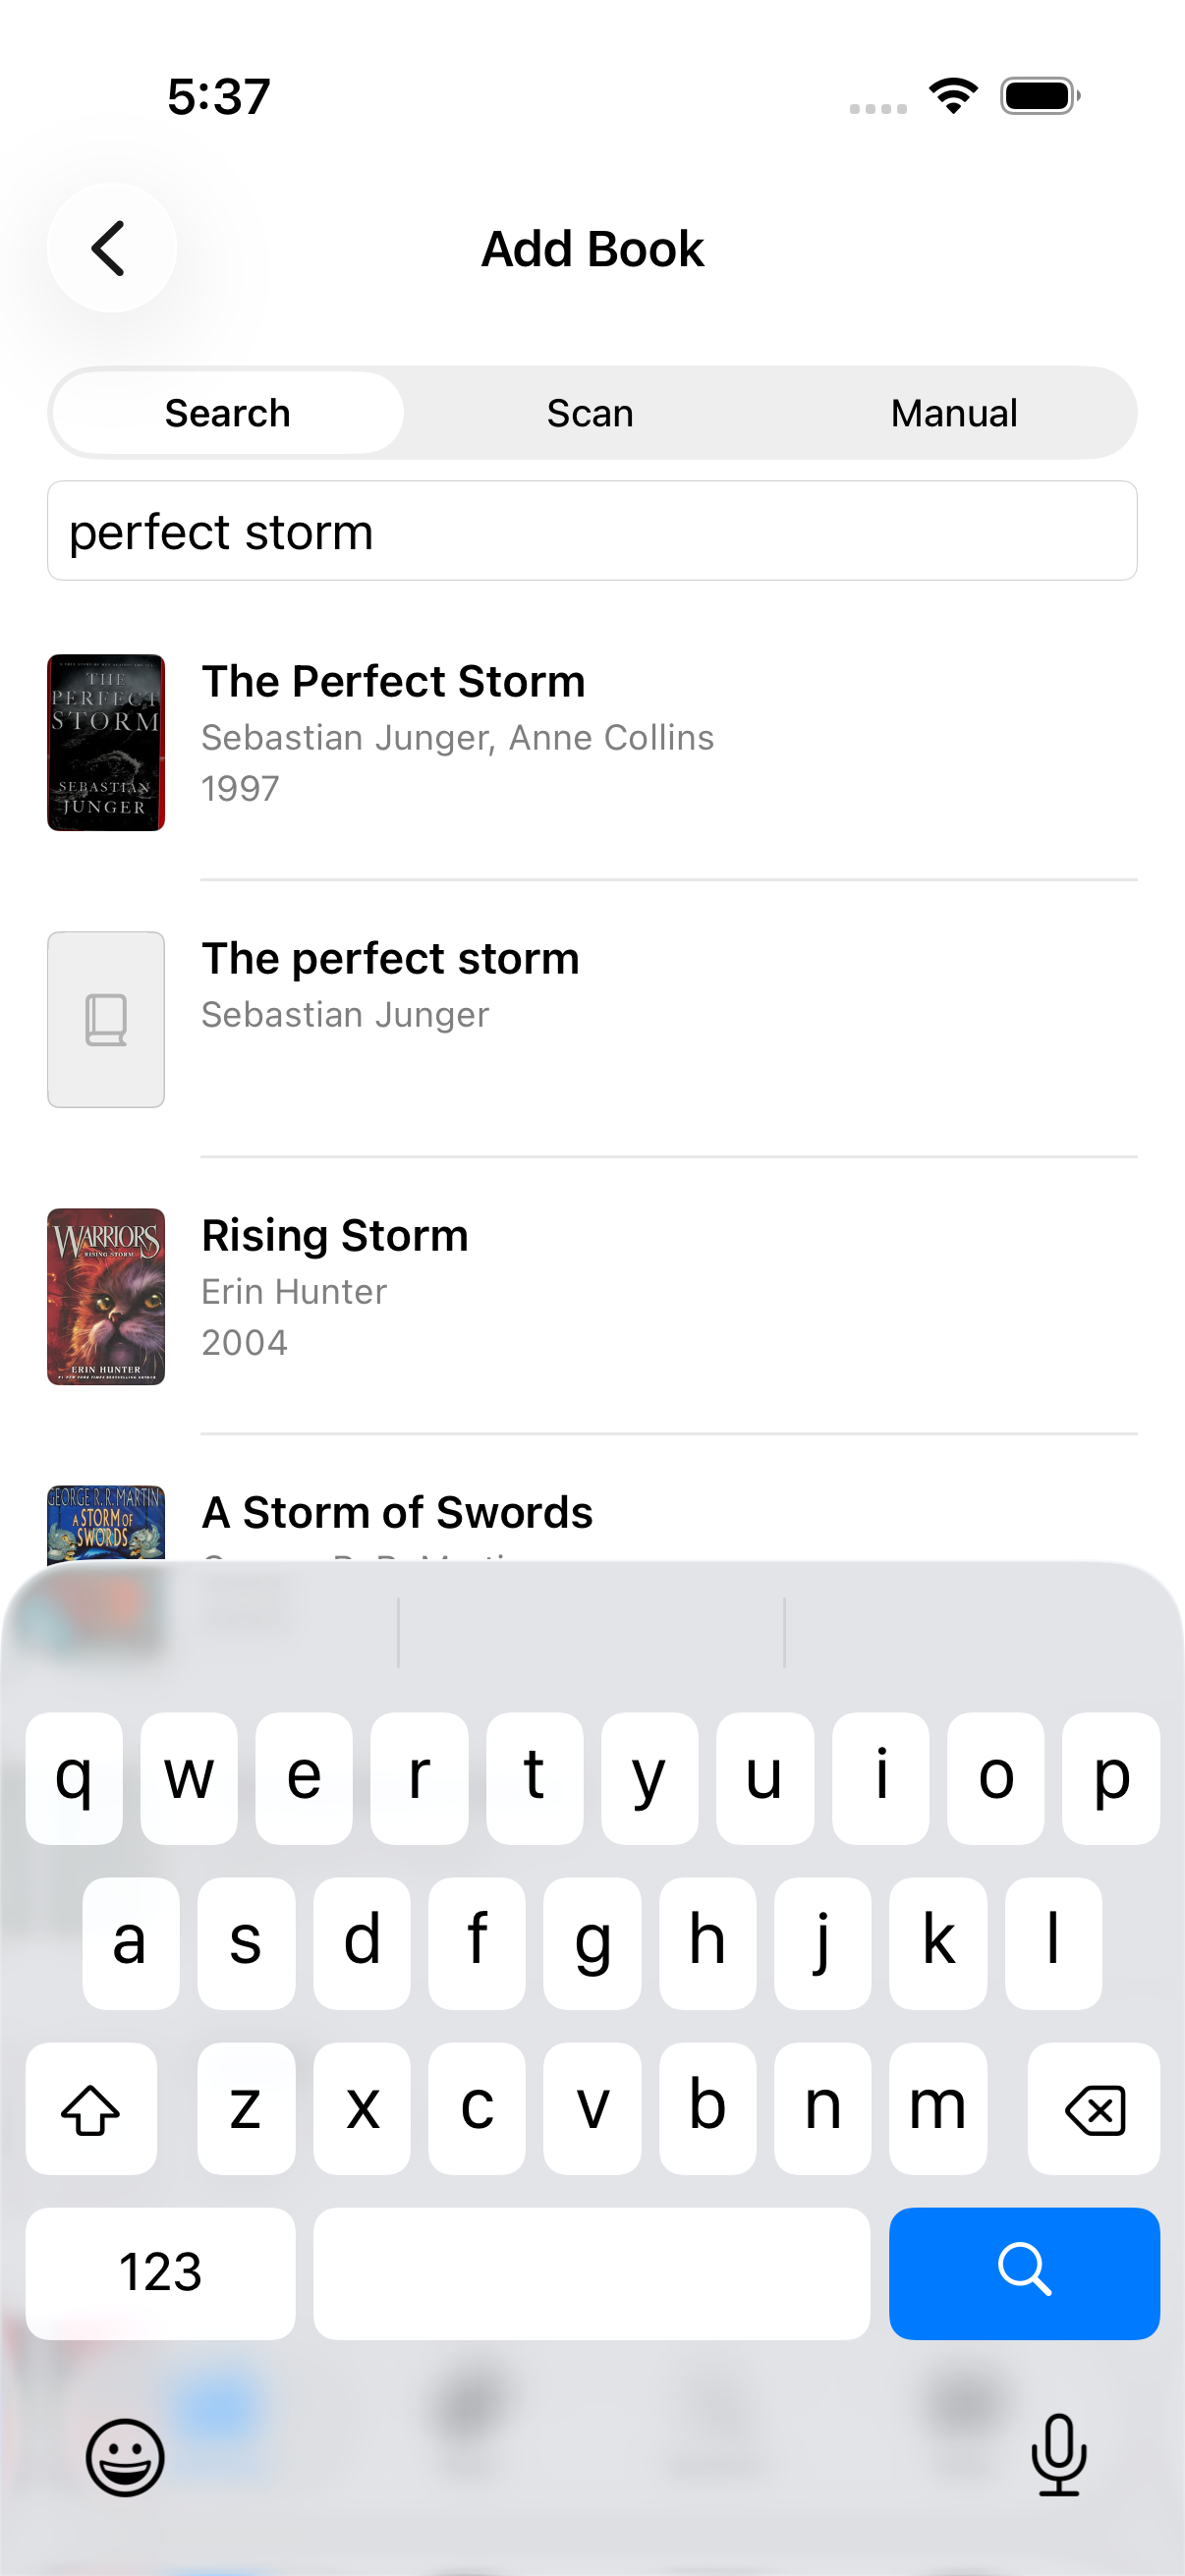 5:37
Add Book
Search Scan Manual
perfect storm
THE
PERFECT
STORM
SEBASTIAN
JUNGER
The Perfect Storm
Sebastian Junger, Anne Collins
1997
The perfect storm
Sebastian Junger
WARRIORS
RISING STORM
ERIN HUNTER
Rising Storm
Erin Hunter
2004
GEORGE R.R. MARTIN
A STORM OF
SWORDS
A Storm of Swords
q w e r t y u i o p
a s d f g h j k l
z x c v b n m
123